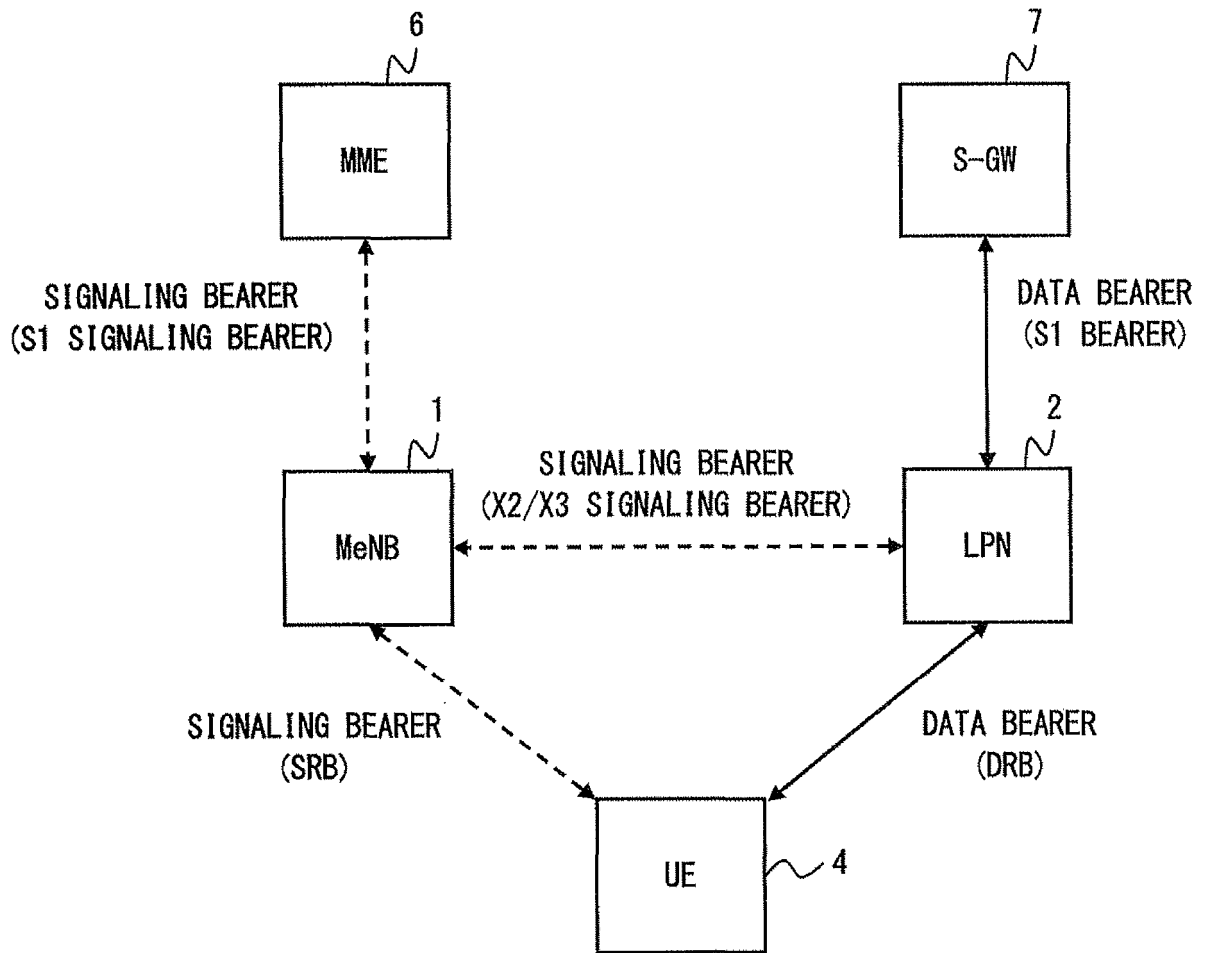 6
7
MME
S-GW
SIGNALING BEARER
(S1 SIGNALING BEARER)
DATA BEARER
(S1 BEARER)
1
2
SIGNALING BEARER
(X2/X3 SIGNALING BEARER)
MeNB
LPN
SIGNALING BEARER
(SRB)
DATA BEARER
(DRB)
UE
4